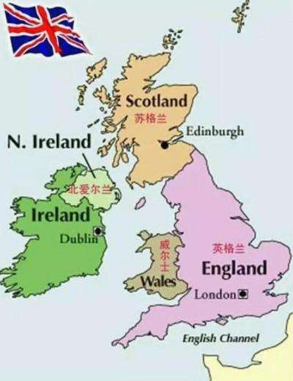 Scotland
苏格兰
Edinburgh
N. Ireland
北爱尔兰
Ireland
Dublin
威尔士
Wales
英格兰
England
London
English Channel